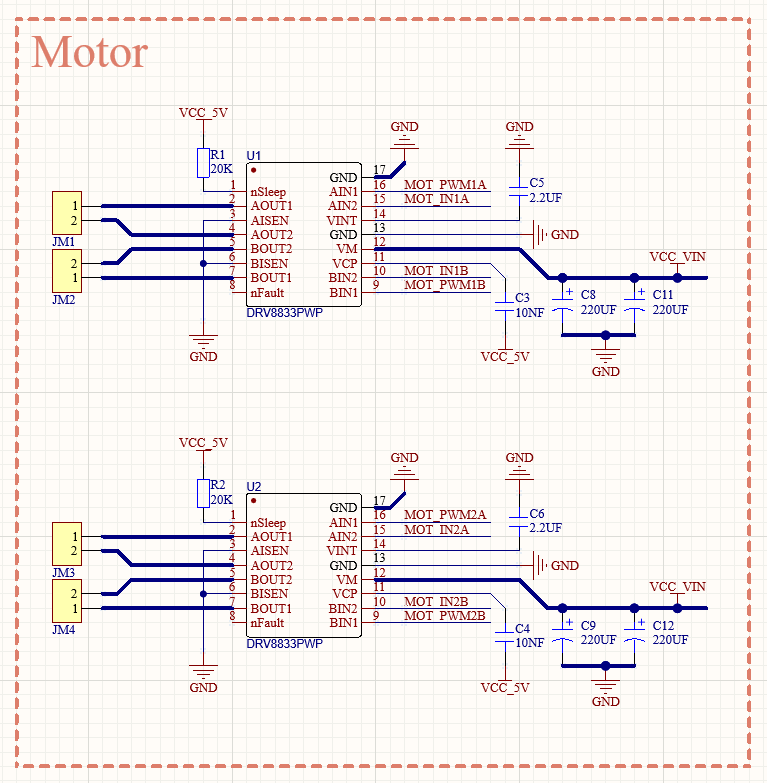 Motor
VCC_5V
GND
GND
R1
20K
U1
GND 17
1 nSleep AIN1 16 MOT_PWM1A
C5
2.2UF
1 2 AOUT1 AIN2 15 MOT_IN1A
2 3 AISEN VINT 14
4 AOUT2 GND 13 GND
JM1
5 BOUT2 VM 12
VCC_VIN
2 6 BISEN VCP 11
1 7 BOUT1 BIN2 10 MOT_IN1B
8 nFault BIN1 9 MOT_PWM1B
JM2
+ C8
220UF
+ C11
220UF
C3
10NF
DRV8833PWP
GND
VCC_5V
GND
VCC_5V
GND
GND
R2
20K
U2
GND 17
1 nSleep AIN1 16 MOT_PWM2A
C6
2.2UF
1 2 AOUT1 AIN2 15 MOT_IN2A
2 3 AISEN VINT 14
4 AOUT2 GND 13 GND
JM3
5 BOUT2 VM 12
VCC_VIN
2 6 BISEN VCP 11
1 7 BOUT1 BIN2 10 MOT_IN2B
8 nFault BIN1 9 MOT_PWM2B
JM4
+ C9
220UF
+ C12
220UF
C4
10NF
DRV8833PWP
GND
VCC_5V
GND